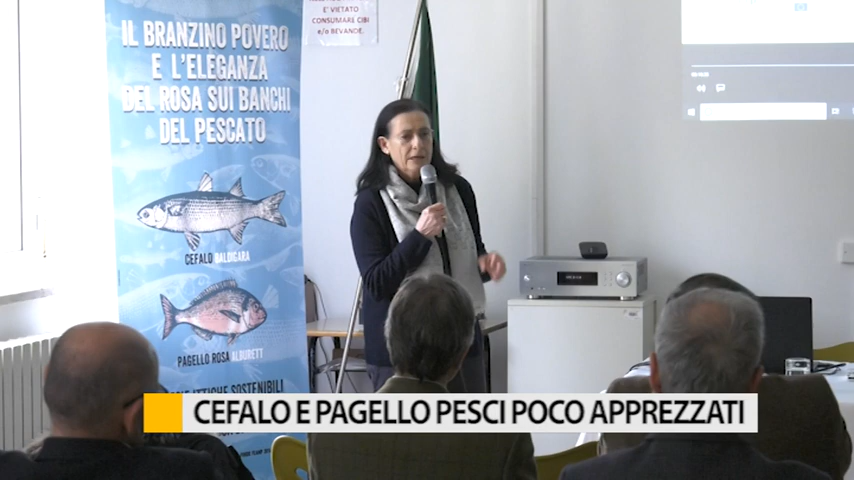 E' VIETATO
CONSUMARE CIBI
e/o BEVANDE.
IL BRANZINO POVERO
E L'ELEGANZA
DEL ROSA SUI BANCHI
DEL PESCATO
CEFALO BALDIGARA
PAGELLO ROSA ALBURETT
SOSTENIBILI
CEFALO E PAGELLO PESCI POCO APPREZZATI